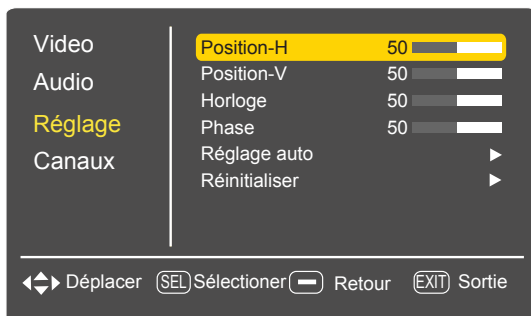 Video
Audio
Réglage
Canaux
Position-H 50
Position-V 50
Horloge 50
Phase 50
Réglage auto
Réinitialiser
Déplacer SEL Sélectioner Retour EXIT Sortie